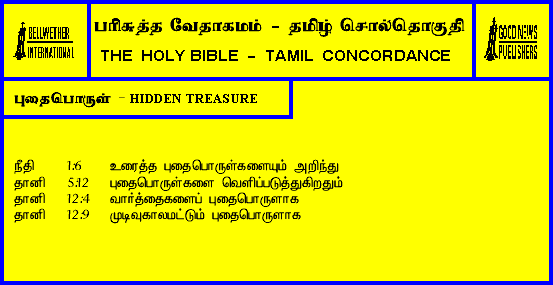 BELLWETHER
INTERNATIONAL
பரிசுத்த வேதாகமம் - தமிழ் சொல்தொகுதி
THE HOLY BIBLE - TAMIL CONCORDANCE
GOOD NEWS
PUBLISHERS
புதைபொருள் - HIDDEN TREASURE
நீதி 1:6 உரைத்த புதைபொருள்களையும் அறிந்து
தானி 5:12 புதைபொருள்களை வெளிப்படுத்துகிறதும்
தானி 12:4 வார்த்தைகளைப் புதைபொருளாக
தானி 12:9 முடிவுகாலமட்டும் புதைபொருளாக